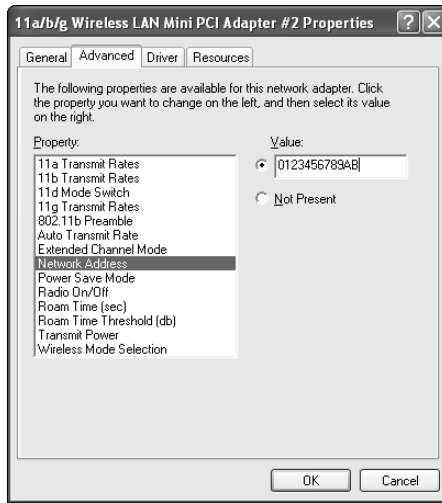 11a/b/g Wireless LAN Mini PCI Adapter #2 Properties
General Advanced Driver Resources
The following properties are available for this network adapter. Click
the property you want to change on the left, and then select its value
on the right.
Property:
11a Transmit Rates
11b Transmit Rates
11d Mode Switch
11g Transmit Rates
802.11b Preamble
Auto Transmit Rate
Extended Channel Mode
Network Address
Power Save Mode
Radio On/Off
Roam Time (sec)
Roam Time Threshold (db)
Transmit Power
Wireless Mode Selection
Value:
0123456789AB
Not Present
OK Cancel